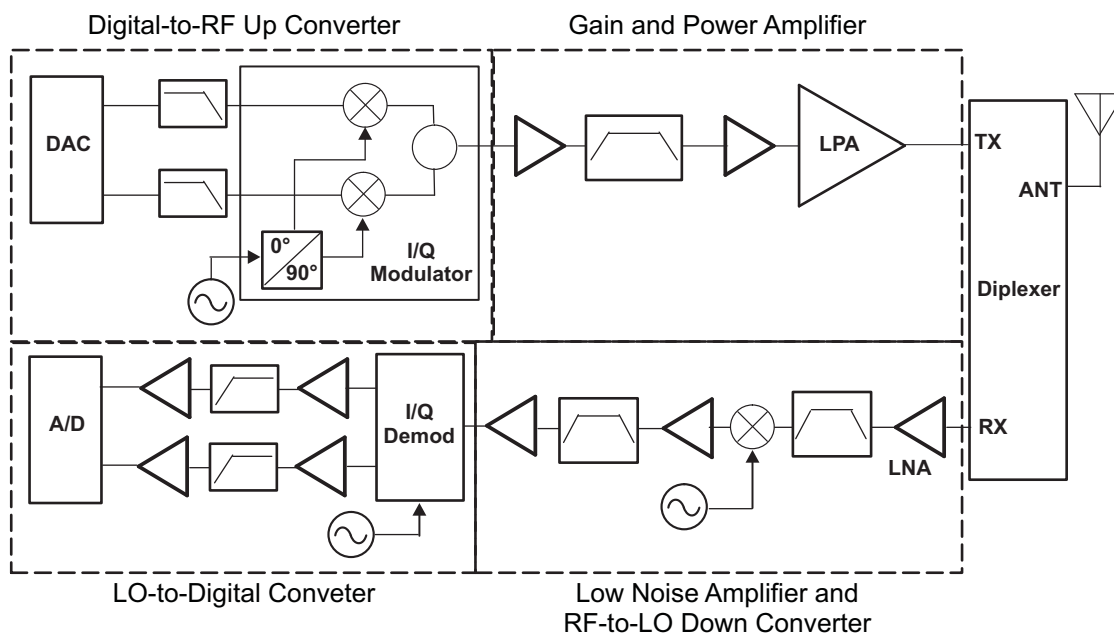 Digital-to-RF Up Converter
Gain and Power Amplifier
DAC
0°
90°
I/Q
Modulator
LPA
TX
ANT
Diplexer
RX
A/D
I/Q
Demod
LNA
LO-to-Digital Conveter
Low Noise Amplifier and
RF-to-LO Down Converter